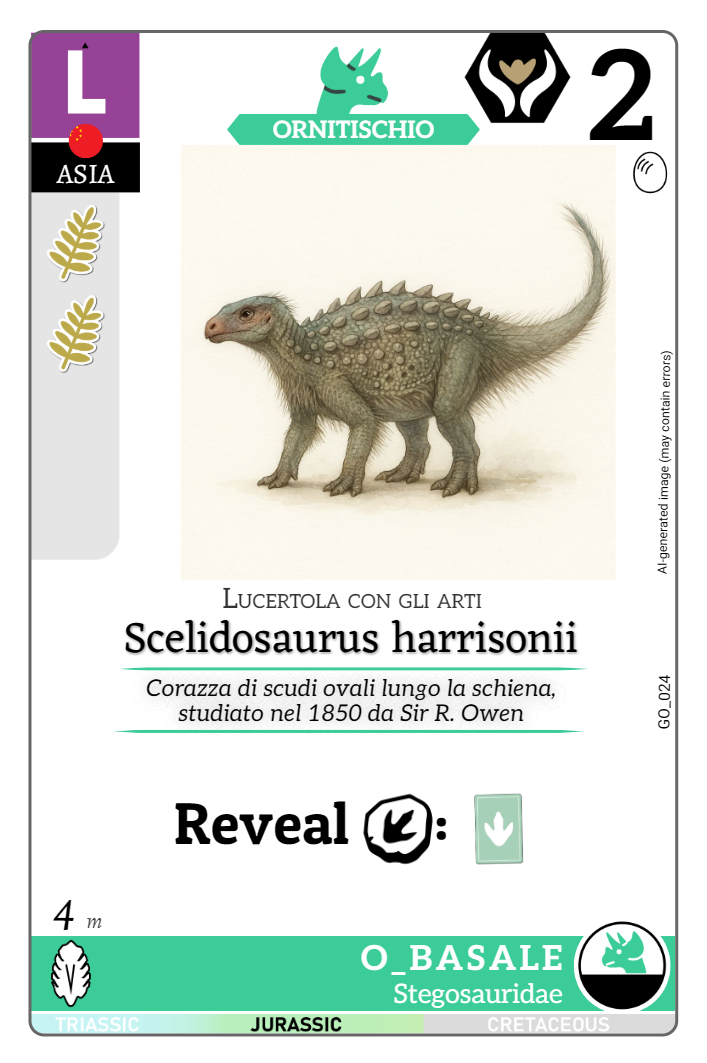 L
2
ORNITISCHIO
ASIA
AI-generated image (may contain errors)
Lucertola con gli arti
Scelidosaurus harrisonii
Corazza di scudi ovali lungo la schiena,
studiato nel 1850 da Sir R. Owen
GO_024
Reveal :
4 m
O_BASALE
Stegosauridae
TRIASSIC JURASSIC CRETACEOUS